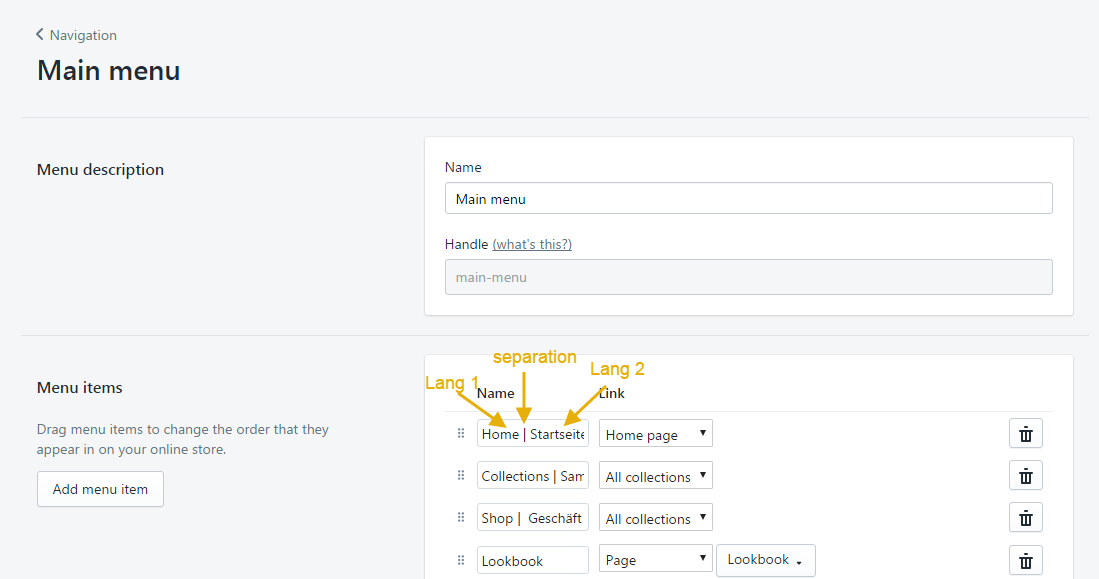 Navigation
Main menu
Menu description
Name
Main menu
Handle (what's this?)
main-menu
Menu items
Drag menu items to change the order that they
appear in on your online store.
Add menu item
separation
Lang 1
Lang 2
Name
Link
Home | Startseite
Home page
Collections | Sam
All collections
Shop | Geschäft
All collections
Lookbook
Page
Lookbook